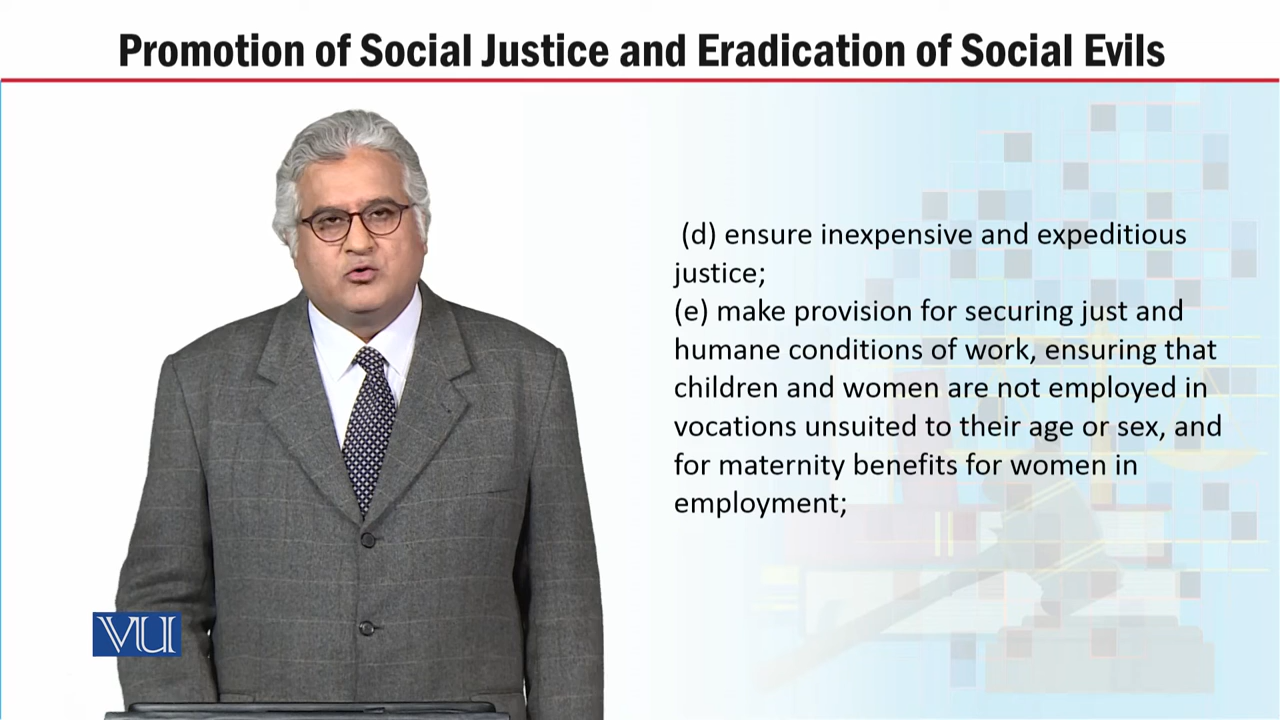 Promotion of Social Justice and Eradication of Social Evils
(d) ensure inexpensive and expeditious
justice;
(e) make provision for securing just and
humane conditions of work, ensuring that
children and women are not employed in
vocations unsuited to their age or sex, and
for maternity benefits for women in
employment;
VU